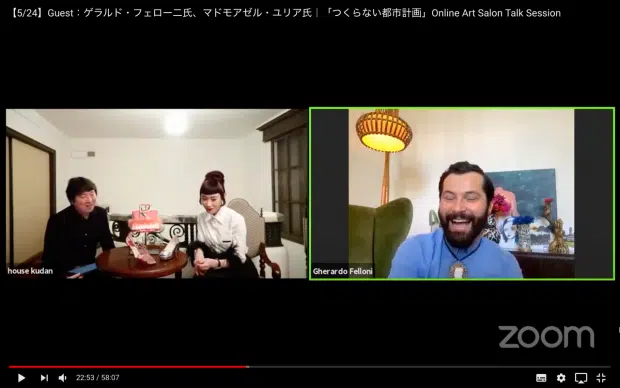 【5/24】Guest：ゲラルド・フェローニ氏、マドモアゼル・ユリア氏｜「つくらない都市計画」Online Art Salon Talk Session
house kudan
Gherardo Felloni
zoom
22:53 / 58:07